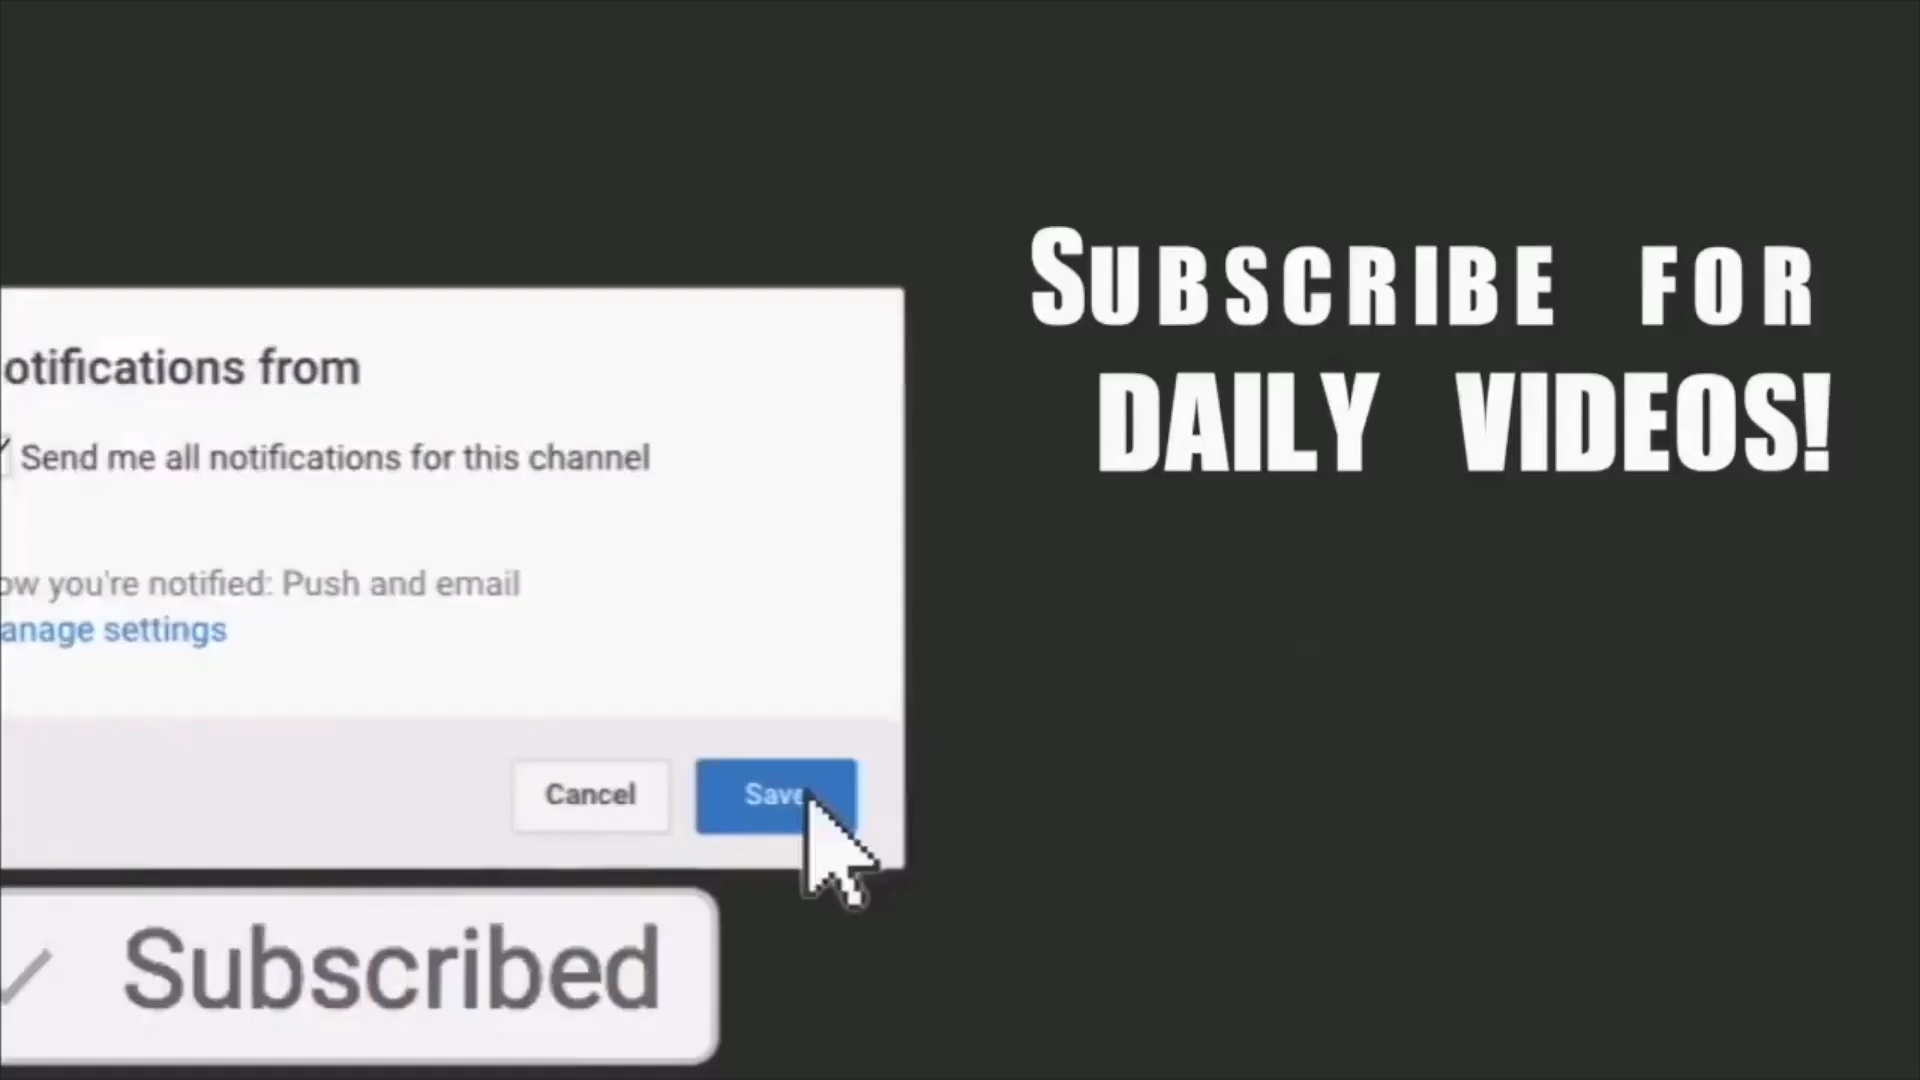 Subscribe for
DAILY VIDEOS!
otifications from
Send me all notifications for this channel
ow you're notified: Push and email
anage settings
Cancel
Save
Subscribed